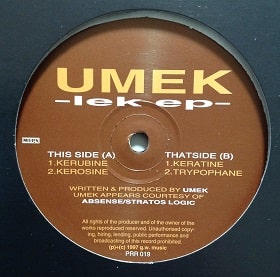 UMEK
–lek ep–
THIS SIDE (A)
1.KERUBINE
2.KEROSINE
THATSIDE (B)
1.KERATINE
2.TRYPOPHANE
WRITTEN & PRODUCED BY UMEK
UMEK APPEARS COURTESY OF
ABSENSE/STRATOS LOGIC
All rights of the producer and of the owner of the
works reproduced reserved. Unauthorised copy-
ing, hiring, lending, public performance and
broadcasting of this record prohibited.
(p)+(c) 1997 g.w. music
PRR 019